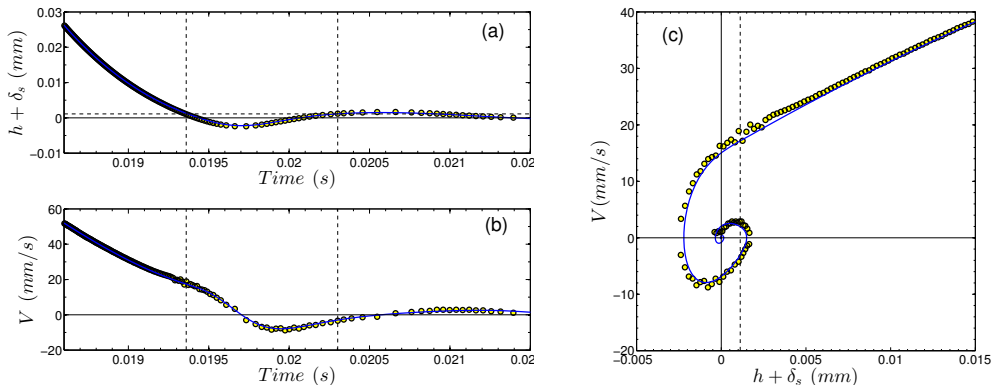 (a)
h + δs (mm)
0.03
0.02
0.01
0
−0.01
0.019 0.0195 0.02 0.0205 0.021 0.02
Time (s)
(b)
V (mm/s)
60
40
20
0
−20
0.019 0.0195 0.02 0.0205 0.021 0.02
Time (s)
(c)
V(mm/s)
40
30
20
10
0
−10
−20
−0.005 0 0.005 0.01 0.015
h + δs (mm)